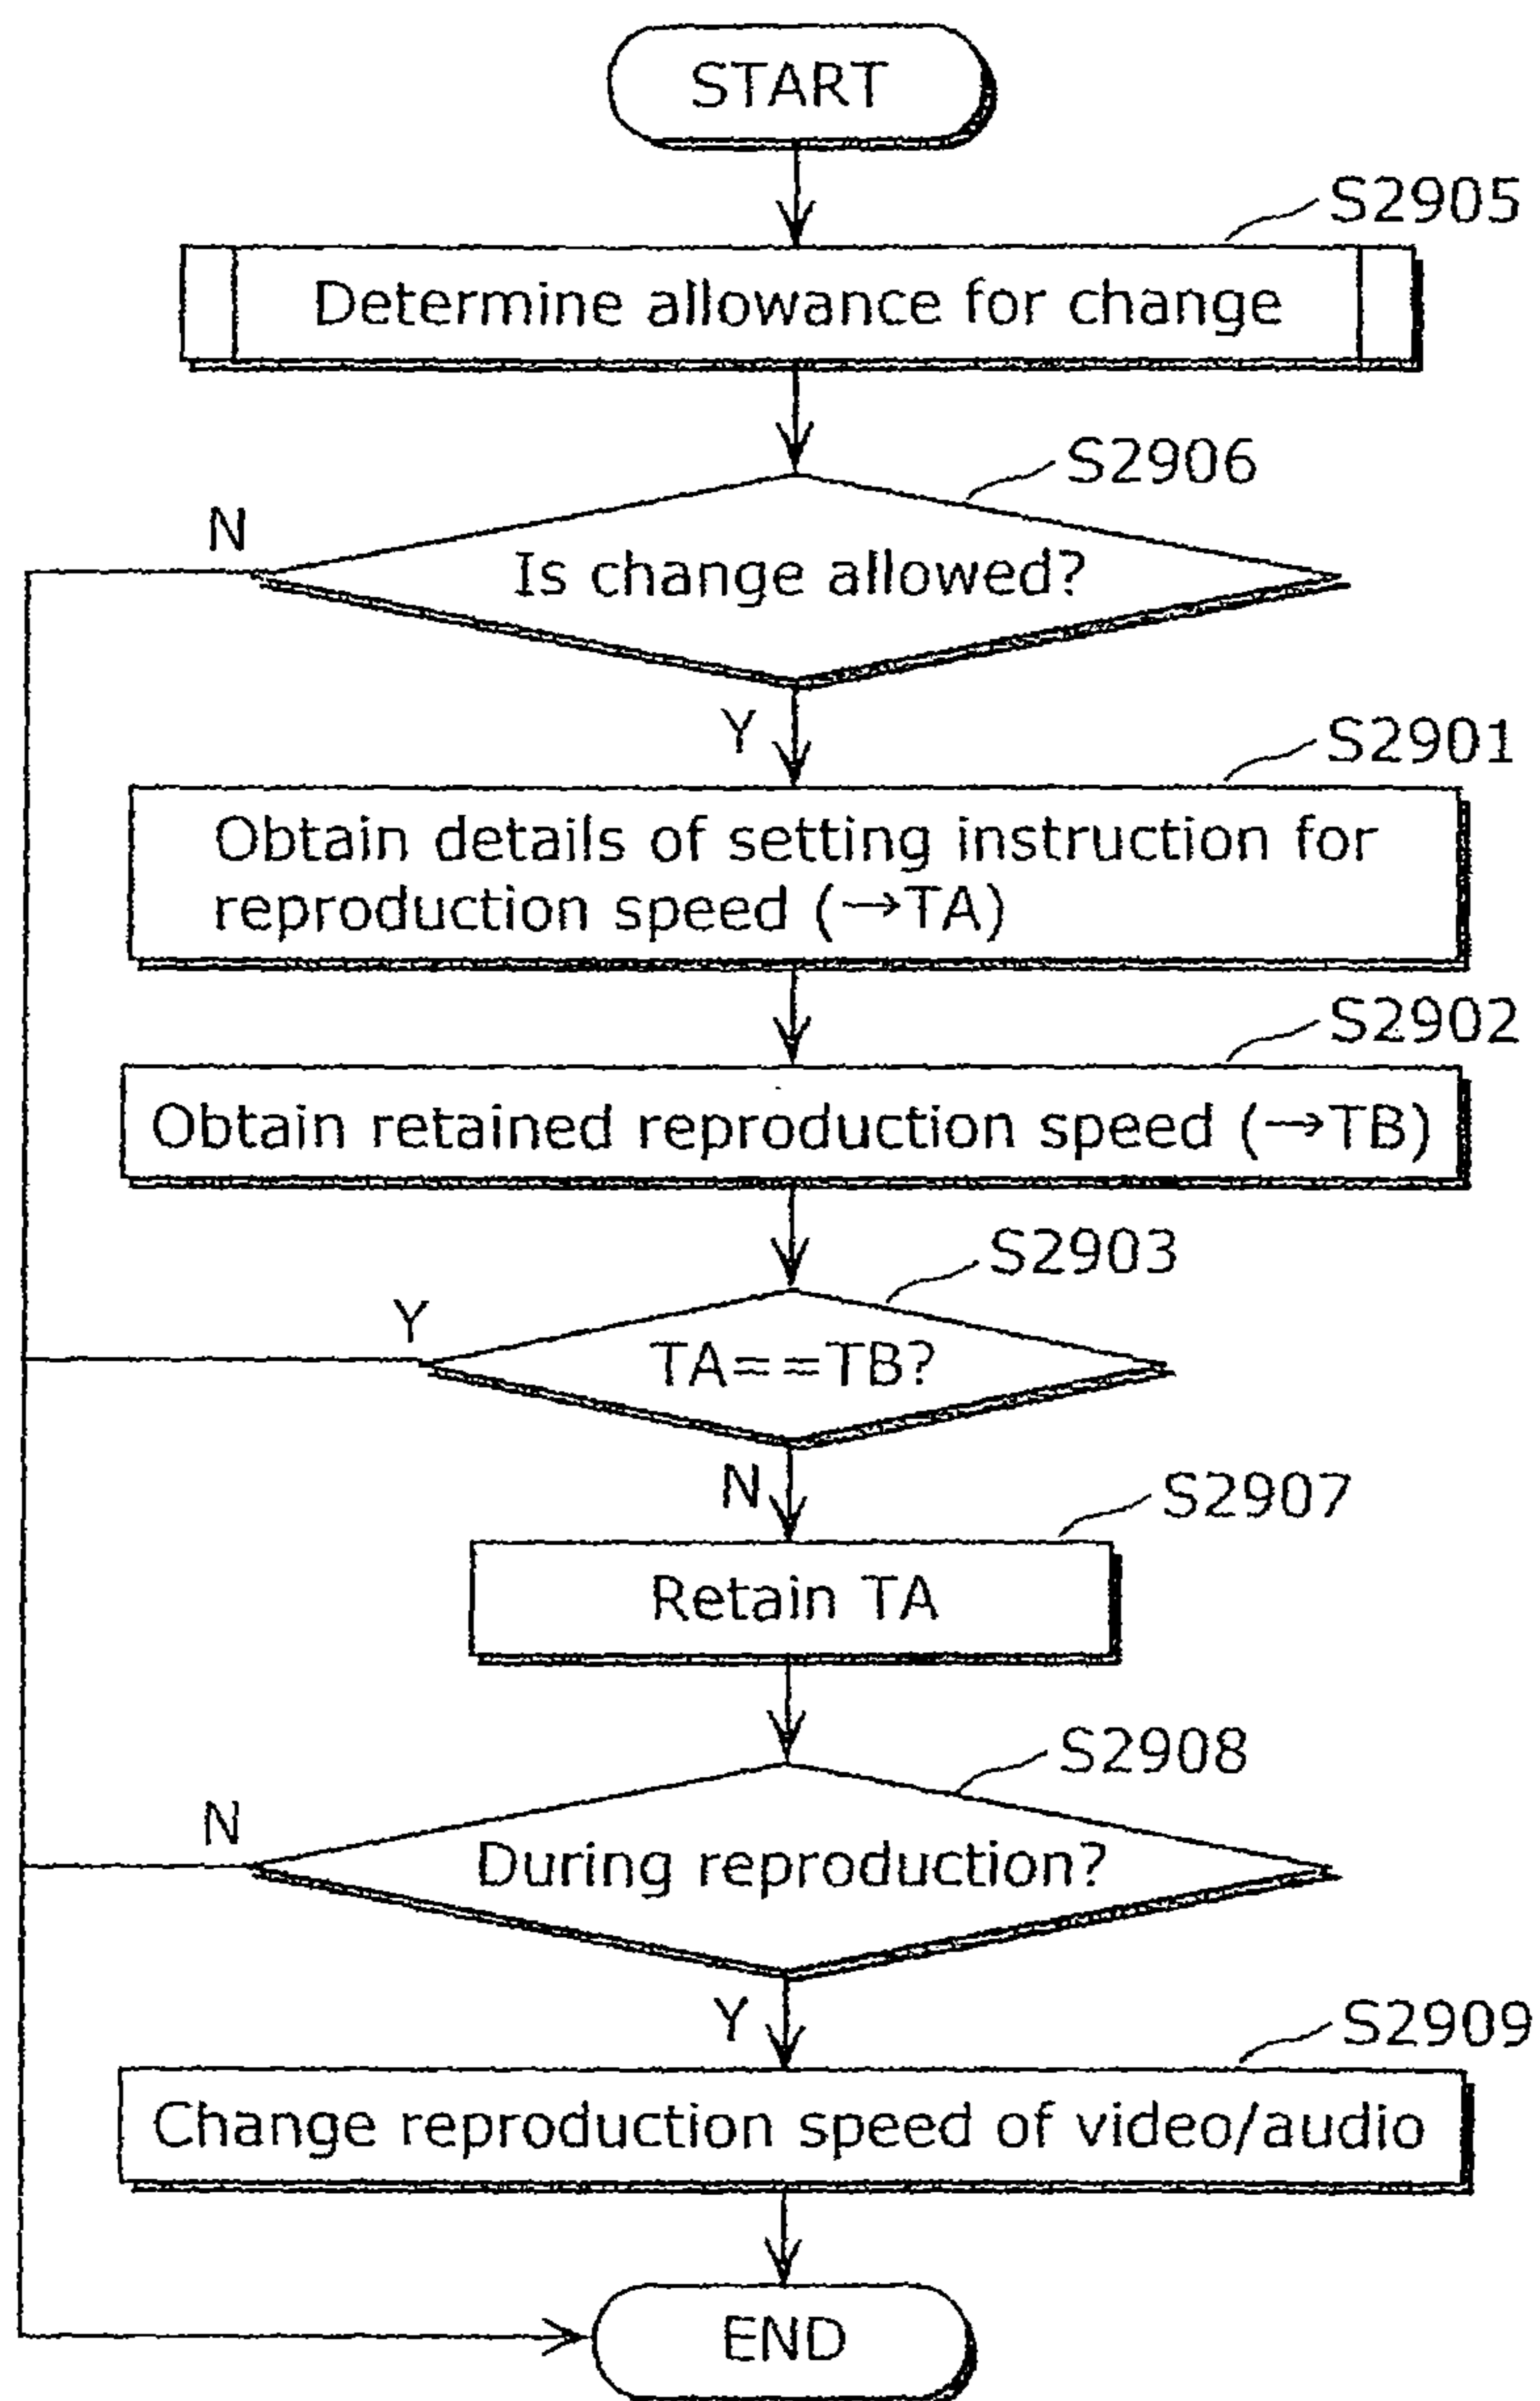 START
S2905
Determine allowance for change
S2906
N
Is change allowed?
Y
S2901
Obtain details of setting instruction for
reproduction speed (→TA)
S2902
Obtain retained reproduction speed (→TB)
S2903
Y
TA==TB?
N
S2907
Retain TA
S2908
N
During reproduction?
Y
S2909
Change reproduction speed of video/audio
END